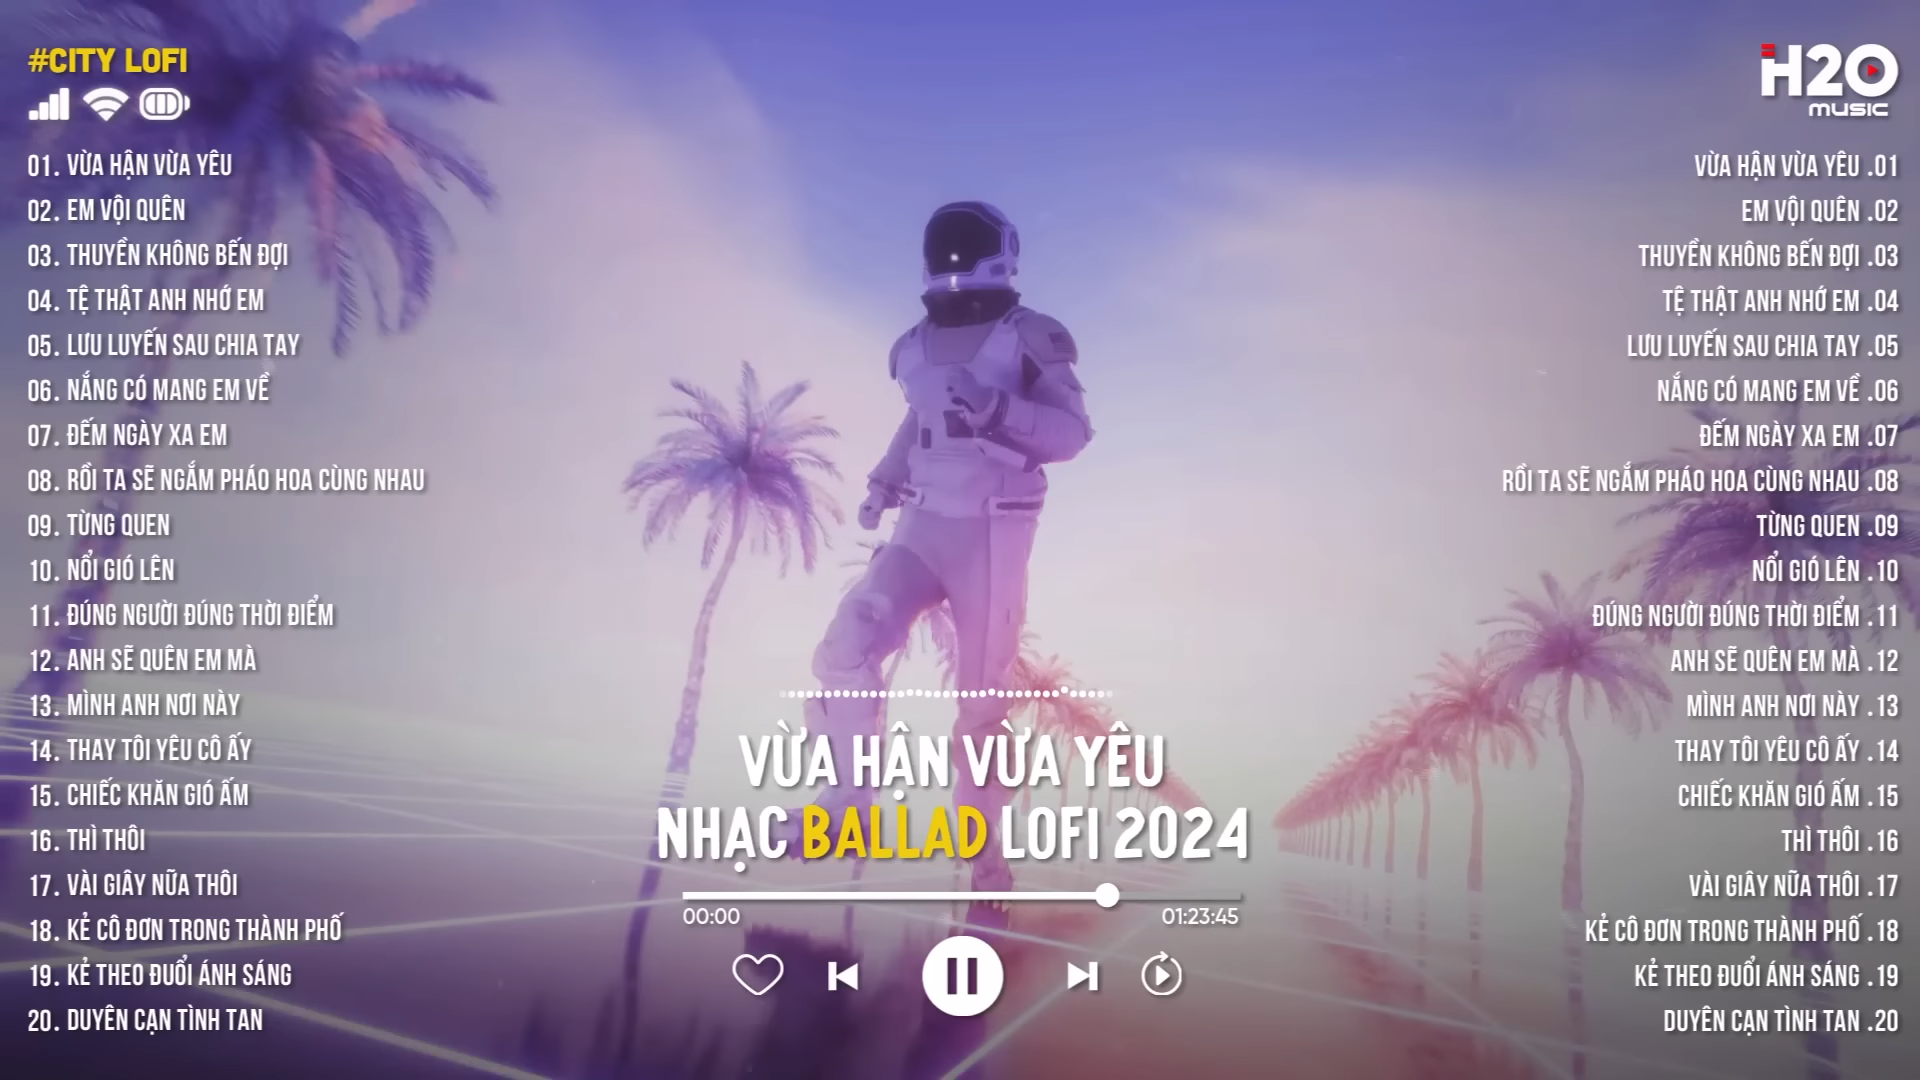 #CITY LOFI
01. VỪA HẬN VỪA YÊU
02. EM VỘI QUÊN
03. THUYỀN KHÔNG BẾN ĐỢI
04. TỆ THẬT ANH NHỚ EM
05. LƯU LUYẾN SAU CHIA TAY
06. NẮNG CÓ MANG EM VỀ
07. ĐẾM NGÀY XA EM
08. RỒI TA SẼ NGẮM PHÁO HOA CÙNG NHAU
09. TỪNG QUEN
10. NỔI GIÓ LÊN
11. ĐÚNG NGƯỜI ĐÚNG THỜI ĐIỂM
12. ANH SẼ QUÊN EM MÀ
13. MÌNH ANH NƠI NÀY
14. THAY TÔI YÊU CÔ ẤY
15. CHIẾC KHĂN GIÓ ẤM
16. THÌ THÔI
17. VÀI GIÂY NỮA THÔI
18. KẺ CÔ ĐƠN TRONG THÀNH PHỐ
19. KẺ THEO ĐUỔI ÁNH SÁNG
20. DUYÊN CẠN TÌNH TAN
VỪA HẬN VỪA YÊU
NHẠC BALLAD LOFI 2024
00:00 01:23:45
H2O
MUSIC
VỪA HẬN VỪA YÊU .01
EM VỘI QUÊN .02
THUYỀN KHÔNG BẾN ĐỢI .03
TỆ THẬT ANH NHỚ EM .04
LƯU LUYẾN SAU CHIA TAY .05
NẮNG CÓ MANG EM VỀ .06
ĐẾM NGÀY XA EM .07
RỒI TA SẼ NGẮM PHÁO HOA CÙNG NHAU .08
TỪNG QUEN .09
NỔI GIÓ LÊN .10
ĐÚNG NGƯỜI ĐÚNG THỜI ĐIỂM .11
ANH SẼ QUÊN EM MÀ .12
MÌNH ANH NƠI NÀY .13
THAY TÔI YÊU CÔ ẤY .14
CHIẾC KHĂN GIÓ ẤM .15
THÌ THÔI .16
VÀI GIÂY NỮA THÔI .17
KẺ CÔ ĐƠN TRONG THÀNH PHỐ .18
KẺ THEO ĐUỔI ÁNH SÁNG .19
DUYÊN CẠN TÌNH TAN .20